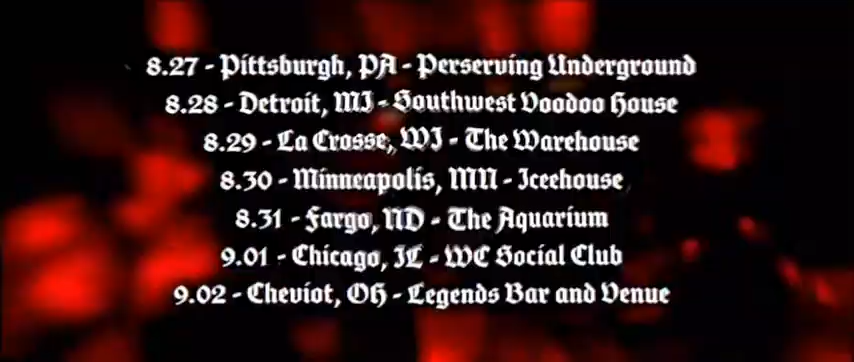 8.27 - Pittsburgh, PA - Perserving Underground
8.28 - Detroit, MI - Southwest Voodoo House
8.29 - La Crosse, WI - The Warehouse
8.30 - Minneapolis, MN - Iceehouse
8.31 - Fargo, ND - The Aquarium
9.01 - Chicago, IL - WC Social Club
9.02 - Cheviot, OH - Legends Bar and Venue